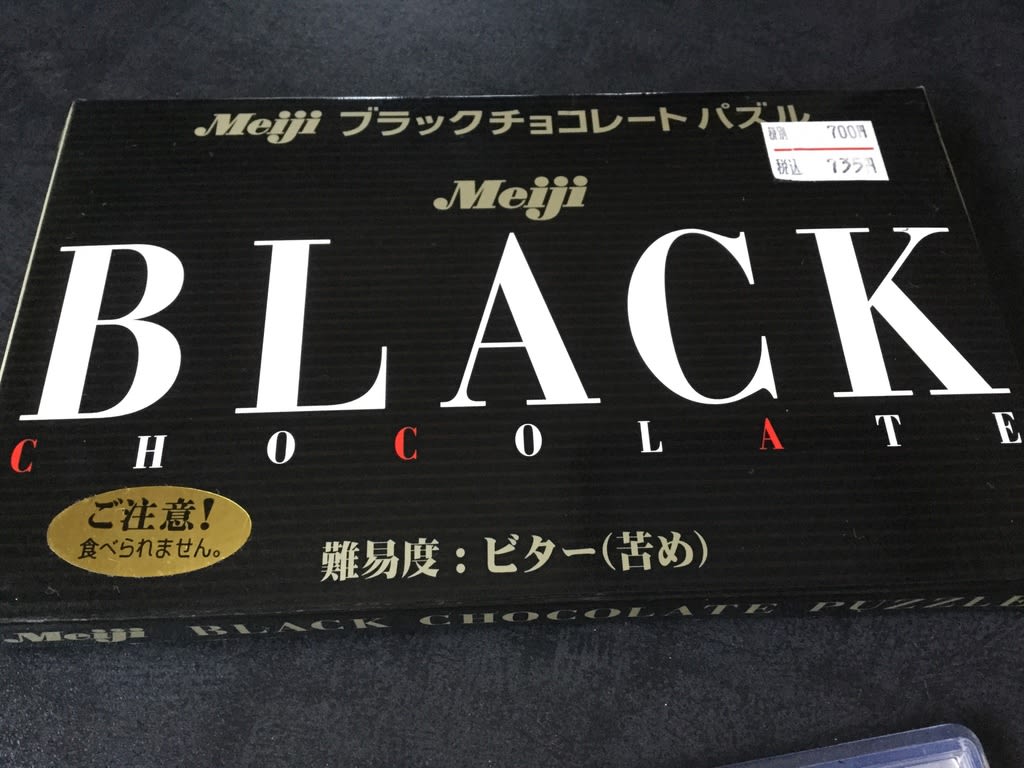 Meiji ブラックチョコレートパズル
税別 700円
税込 735円
Meiji
BLACK
CHOCOLATE
ご注意!
食べられません。
難易度：ビター(苦め)
Meiji BLACK CHOCOLATE PUZZLE